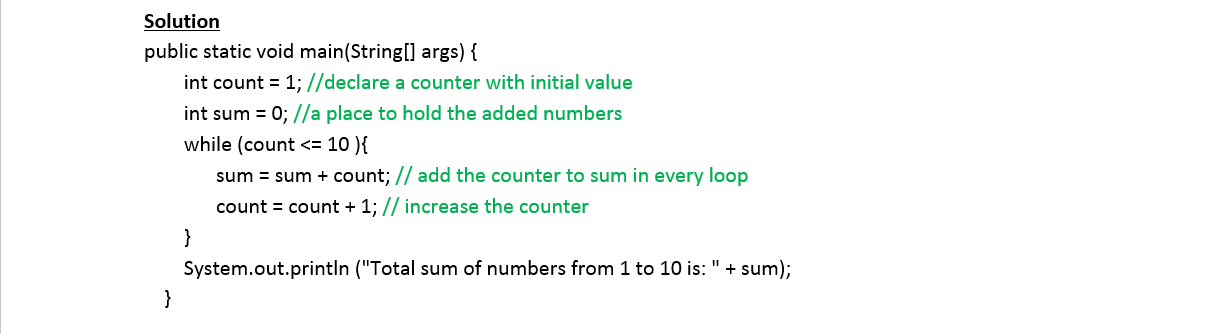 Solution
public static void main(String[] args) {
int count = 1; //declare a counter with initial value
int sum = 0; //a place to hold the added numbers
while (count <= 10 ){
sum = sum + count; // add the counter to sum in every loop
count = count + 1; // increase the counter
}
System.out.println ("Total sum of numbers from 1 to 10 is: " + sum);
}